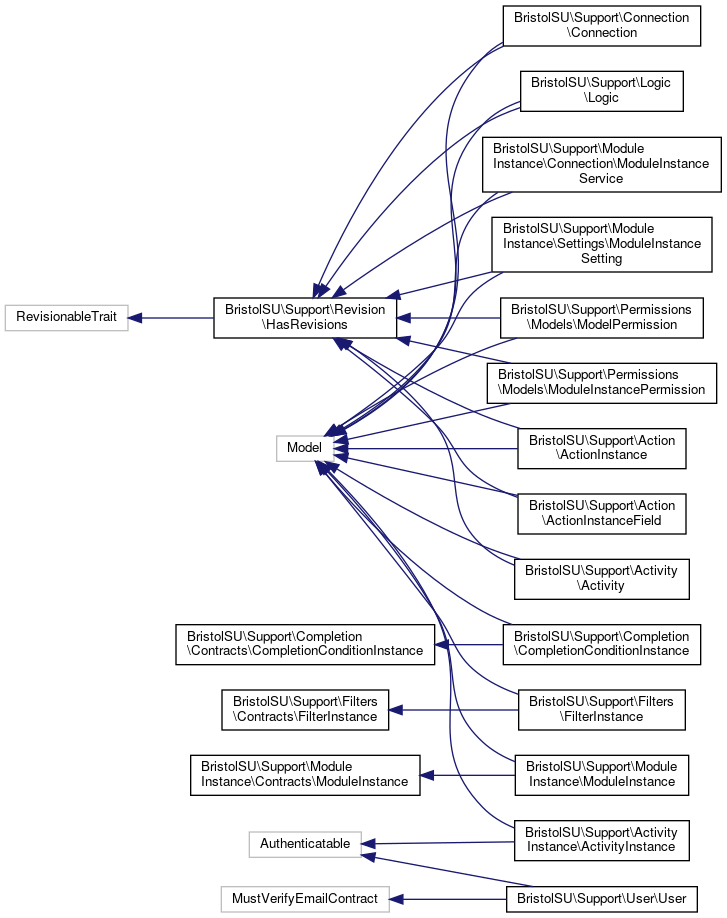 BristolSU\Support\Connection
\Connection
BristolSU\Support\Logic
\Logic
BristolSU\Support\Module
Instance\Connection\ModuleInstance
Service
BristolSU\Support\Module
Instance\Settings\ModuleInstance
Setting
RevisionableTrait
BristolSU\Support\Revision
\HasRevisions
BristolSU\Support\Permissions
\Models\ModelPermission
BristolSU\Support\Permissions
\Models\ModuleInstancePermission
Model
BristolSU\Support\Action
\ActionInstance
BristolSU\Support\Action
\ActionInstanceField
BristolSU\Support\Activity
\Activity
BristolSU\Support\Completion
\Contracts\CompletionConditionInstance
BristolSU\Support\Completion
\CompletionConditionInstance
BristolSU\Support\Filters
\Contracts\FilterInstance
BristolSU\Support\Filters
\FilterInstance
BristolSU\Support\Module
Instance\Contracts\ModuleInstance
BristolSU\Support\Module
Instance\ModuleInstance
Authenticatable
BristolSU\Support\Activity
Instance\ActivityInstance
MustVerifyEmailContract
BristolSU\Support\User\User